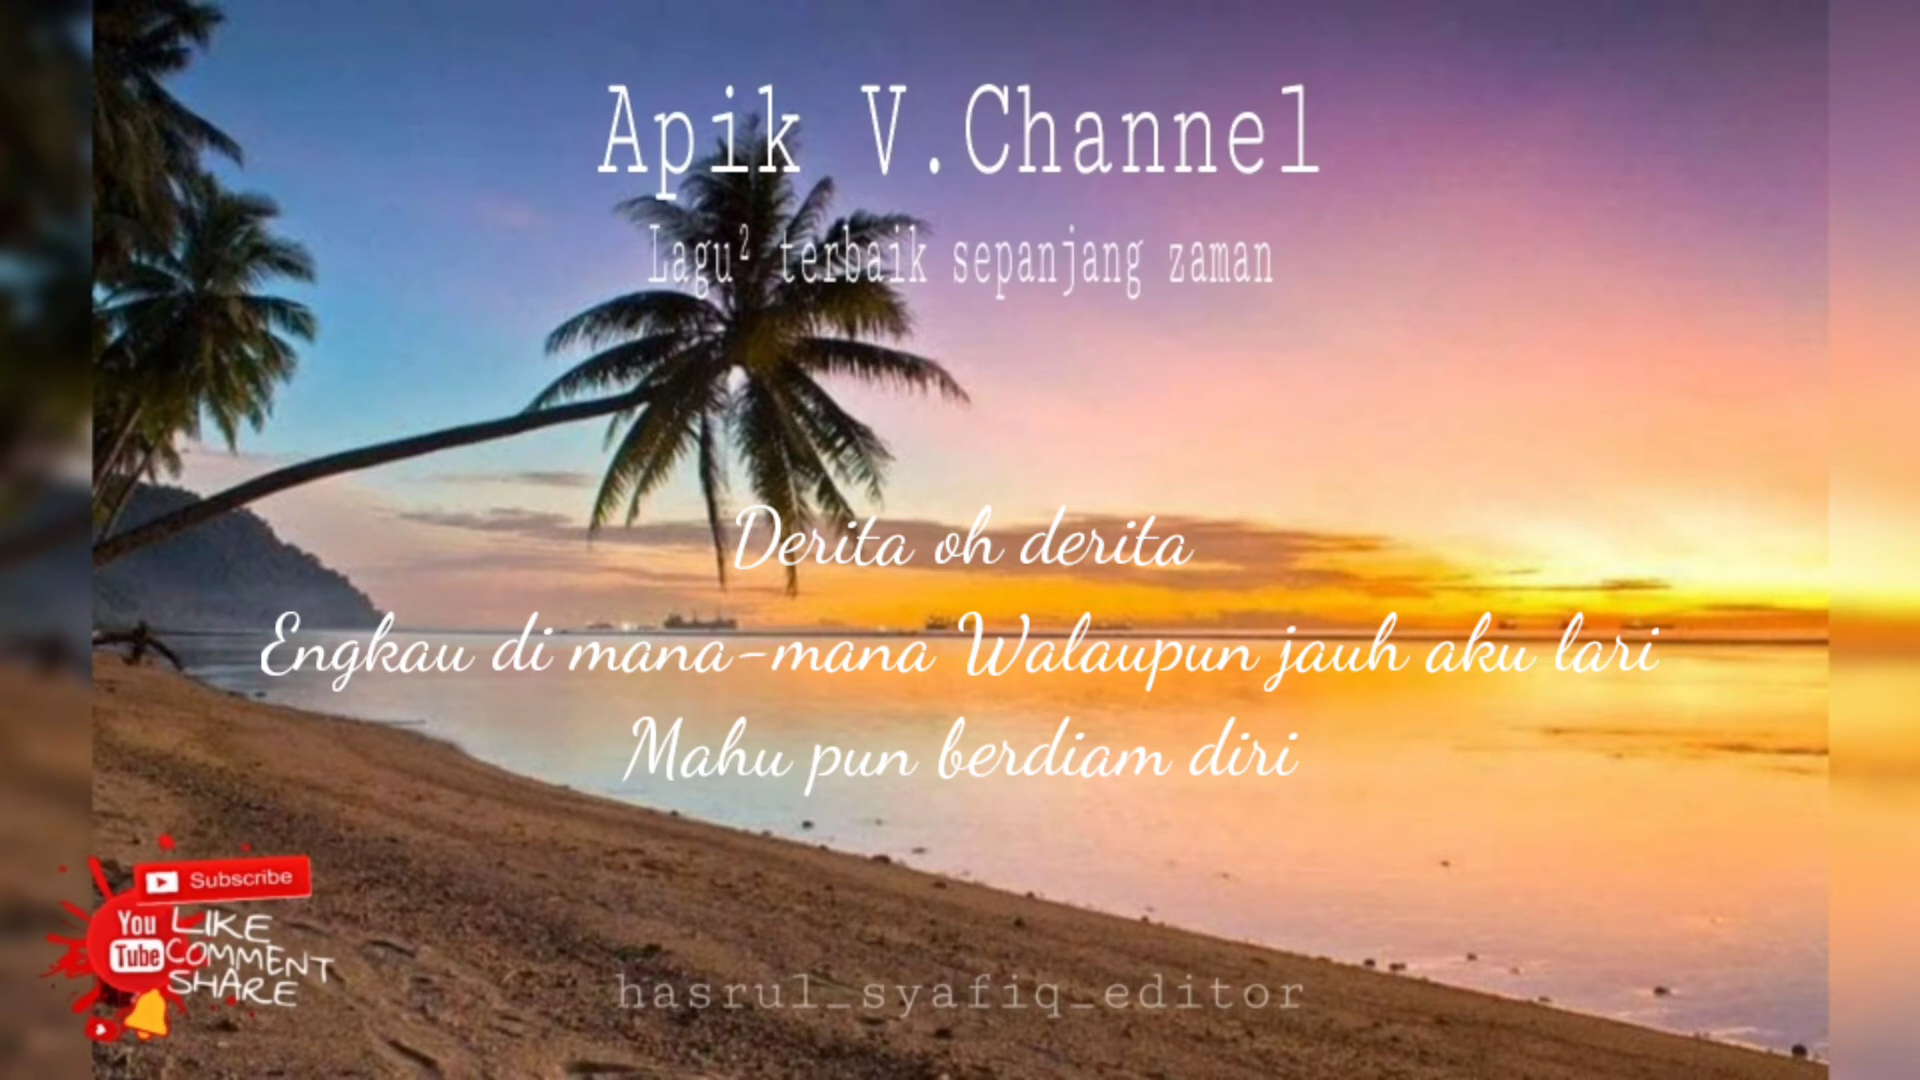 Apik V.Channel
Lagu² terbaik sepanjang zaman
Derita oh derita
Engkau di mana-mana Walaupun jauh aku lari
Mahu pun berdiam diri
Subscribe
You
Tube
LIKE
COMMENT
SHARE
hasrul_syafiq_editor